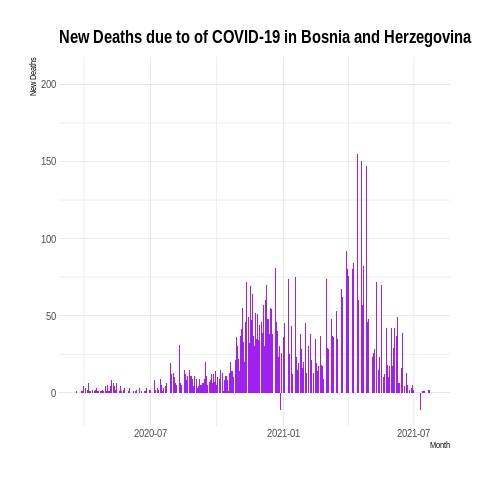 New Deaths due to of COVID-19 in Bosnia and Herzegovina
New Deaths
200
150
100
50
0
2020-07
2021-01
2021-07
Month